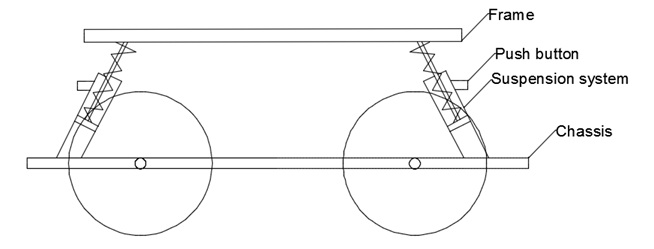 Frame
Push button
Suspension system
Chassis